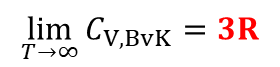 lim T→∞ C_V,BvK = 3R